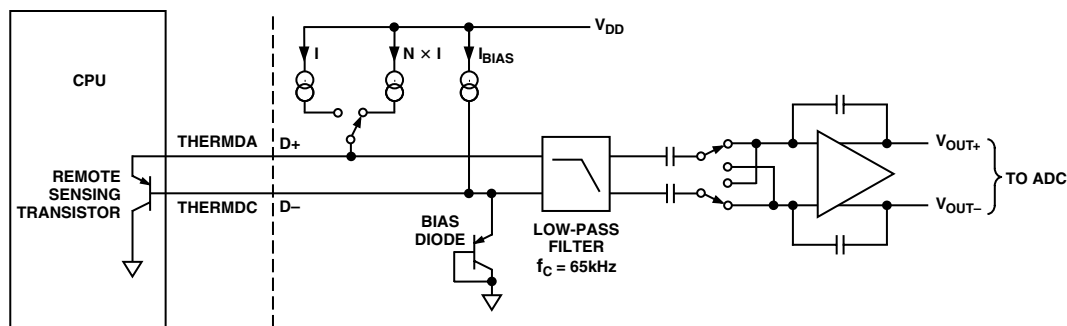 V_DD
I
N × I
I_BIAS
CPU
THERMDA
D+
REMOTE
SENSING
TRANSISTOR
THERMDC
D–
BIAS
DIODE
LOW-PASS
FILTER
f_C = 65kHz
V_OUT+
TO ADC
V_OUT–